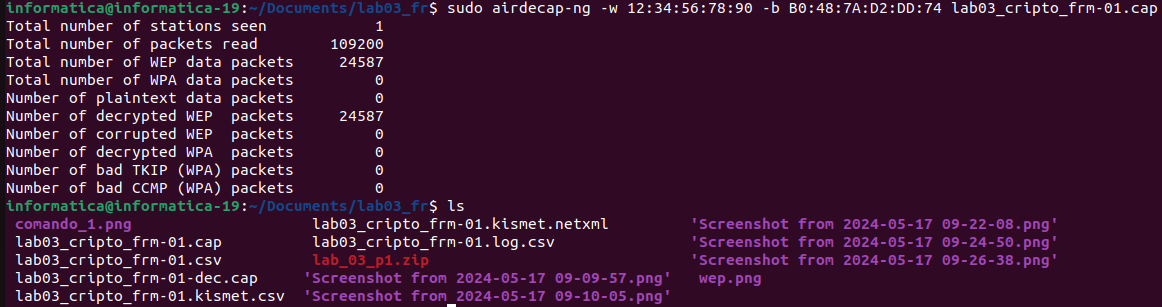 informatica@informatica-19:~/Documents/lab03_fr$ sudo airdecap-ng -w 12:34:56:78:90 -b B0:48:7A:D2:DD:74 lab03_cripto_frm-01.cap
Total number of stations seen            1
Total number of packets read        109200
Total number of WEP data packets     24587
Total number of WPA data packets         0
Number of plaintext data packets         0
Number of decrypted WEP  packets     24587
Number of corrupted WEP  packets         0
Number of decrypted WPA  packets         0
Number of bad TKIP (WPA) packets         0
Number of bad CCMP (WPA) packets         0
informatica@informatica-19:~/Documents/lab03_fr$ ls
comando_1.png lab03_cripto_frm-01.kismet.netxml 'Screenshot from 2024-05-17 09-22-08.png'
lab03_cripto_frm-01.cap lab03_cripto_frm-01.log.csv 'Screenshot from 2024-05-17 09-24-50.png'
lab03_cripto_frm-01.csv lab_03_p1.zip 'Screenshot from 2024-05-17 09-26-38.png'
lab03_cripto_frm-01-dec.cap 'Screenshot from 2024-05-17 09-09-57.png' wep.png
lab03_cripto_frm-01.kismet.csv 'Screenshot from 2024-05-17 09-10-05.png'